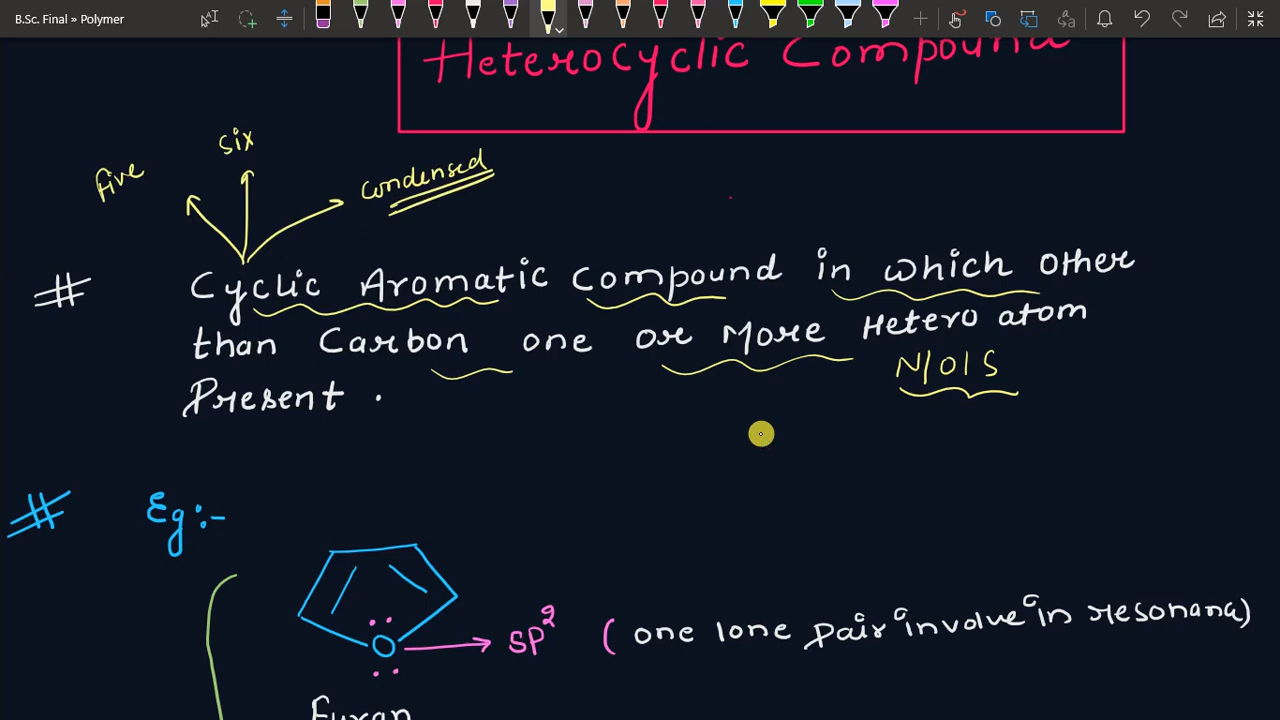 B.Sc. Final » Polymer
Heterocyclic Compound
five
six
condensed
# Cyclic Aromatic Compound in which other
than Carbon one or More Hetero atom
N/O/S
Present .
# Eg:-
O → sp² (one lone pair involve in resonana)
Furan